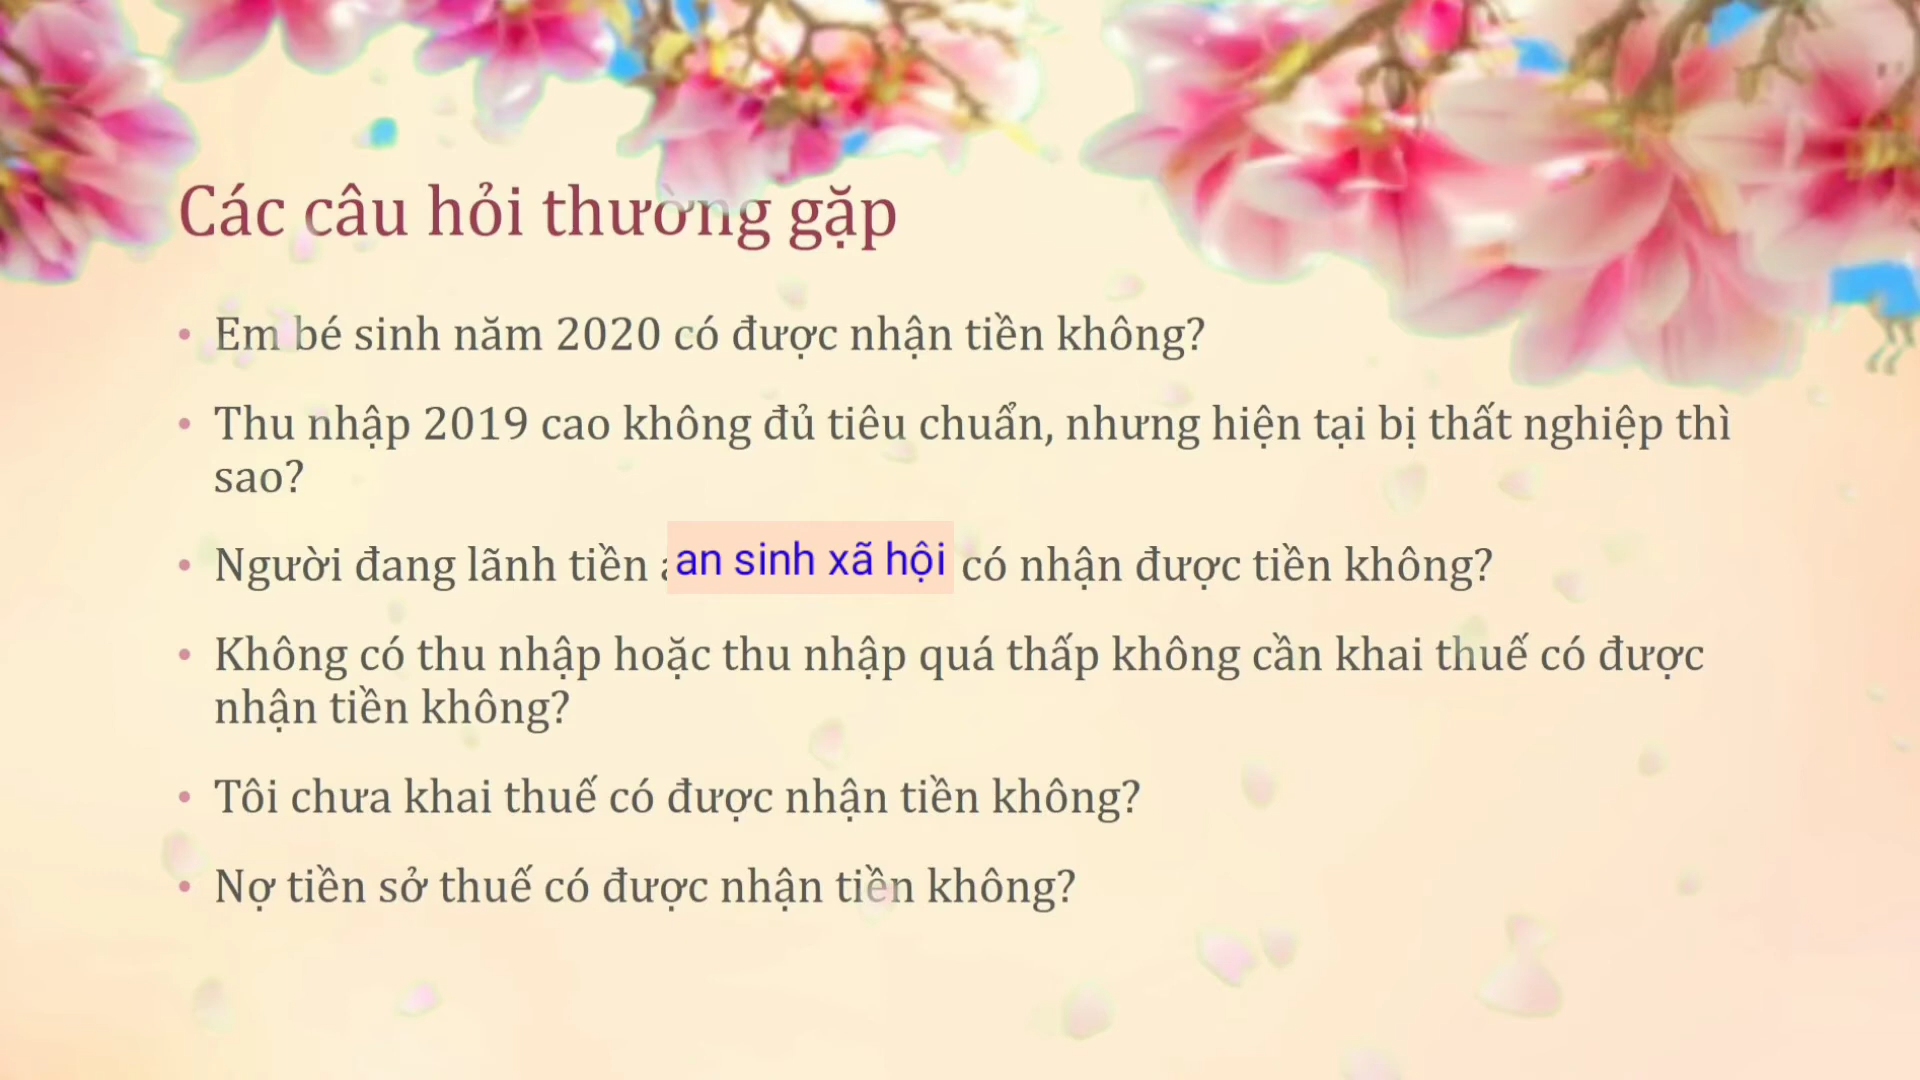 Các câu hỏi thường gặp
• Em bé sinh năm 2020 có được nhận tiền không?
• Thu nhập 2019 cao không đủ tiêu chuẩn, nhưng hiện tại bị thất nghiệp thì
sao?
• Người đang lãnh tiền an sinh xã hội có nhận được tiền không?
• Không có thu nhập hoặc thu nhập quá thấp không cần khai thuế có được
nhận tiền không?
• Tôi chưa khai thuế có được nhận tiền không?
• Nợ tiền sở thuế có được nhận tiền không?